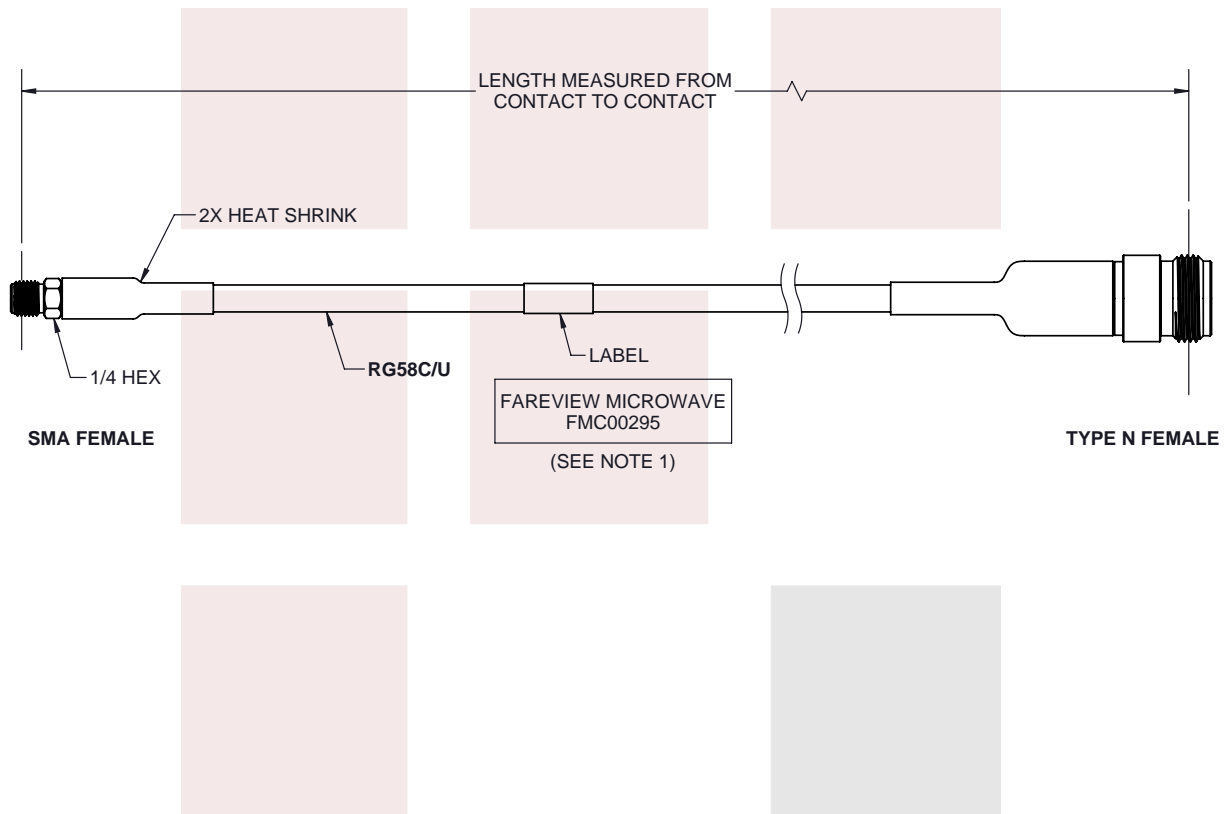 LENGTH MEASURED FROM
CONTACT TO CONTACT
2X HEAT SHRINK
1/4 HEX
RG58C/U
LABEL
FAREVIEW MICROWAVE
FMC00295
(SEE NOTE 1)
SMA FEMALE
TYPE N FEMALE